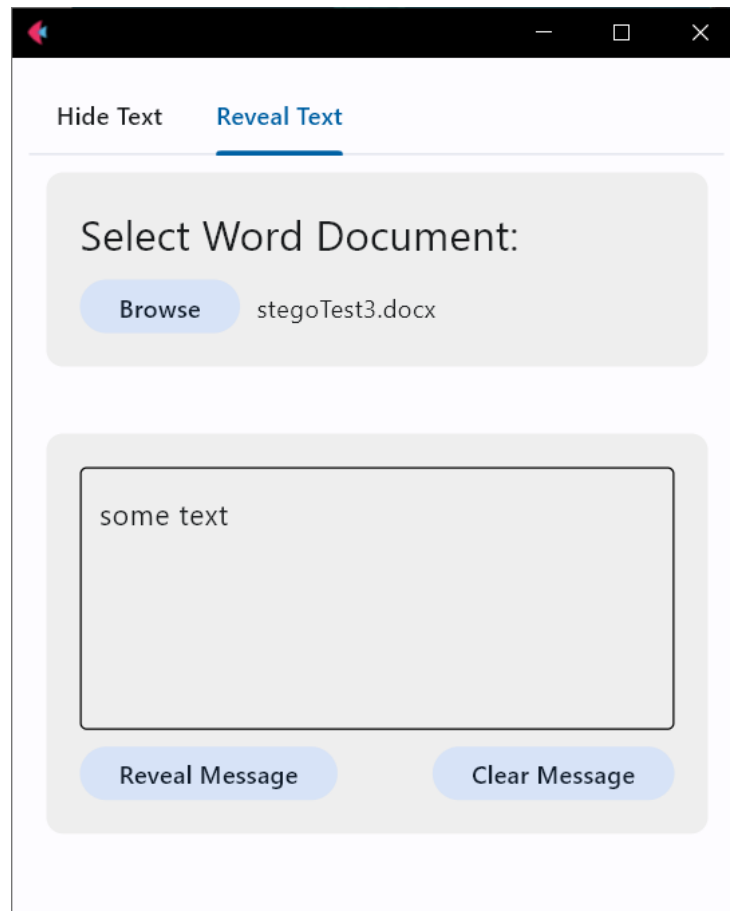 Hide Text Reveal Text
Select Word Document:
Browse stegoTest3.docx
some text
Reveal Message Clear Message